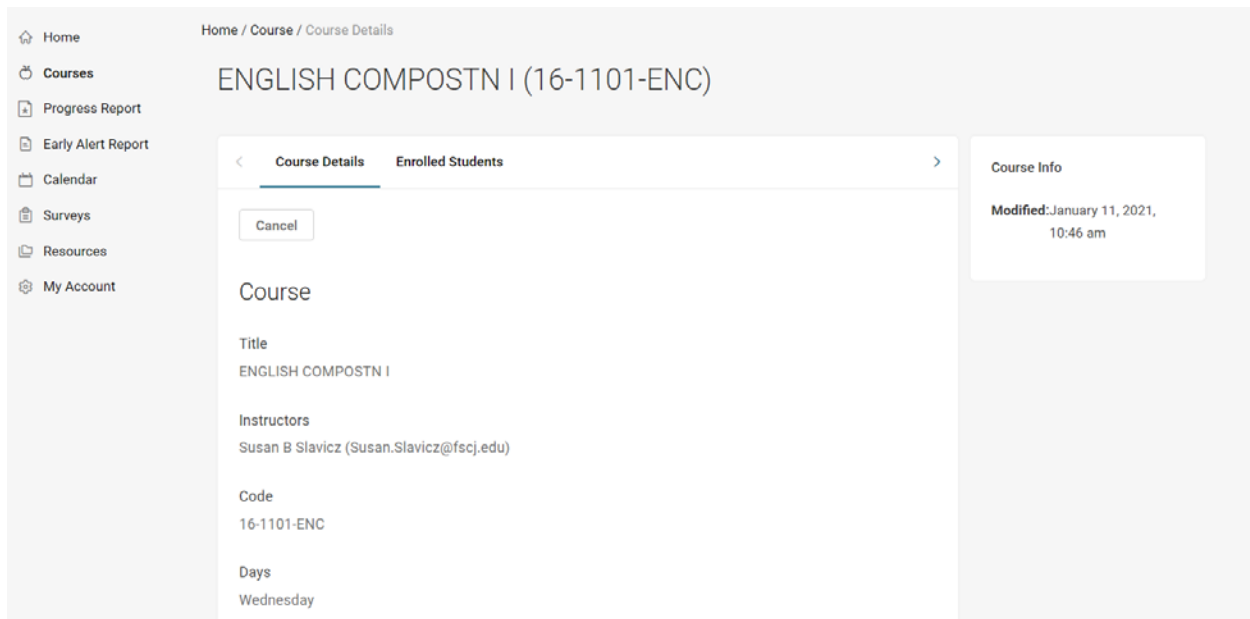 Home
Courses
Progress Report
Early Alert Report
Calendar
Surveys
Resources
My Account
Home / Course / Course Details
ENGLISH COMPOSTN I (16-1101-ENC)
Course Details Enrolled Students
Cancel
Course
Title
ENGLISH COMPOSTN I
Instructors
Susan B Slavicz (Susan.Slavicz@fscj.edu)
Code
16-1101-ENC
Days
Wednesday
Course Info
Modified:January 11, 2021,
10:46 am